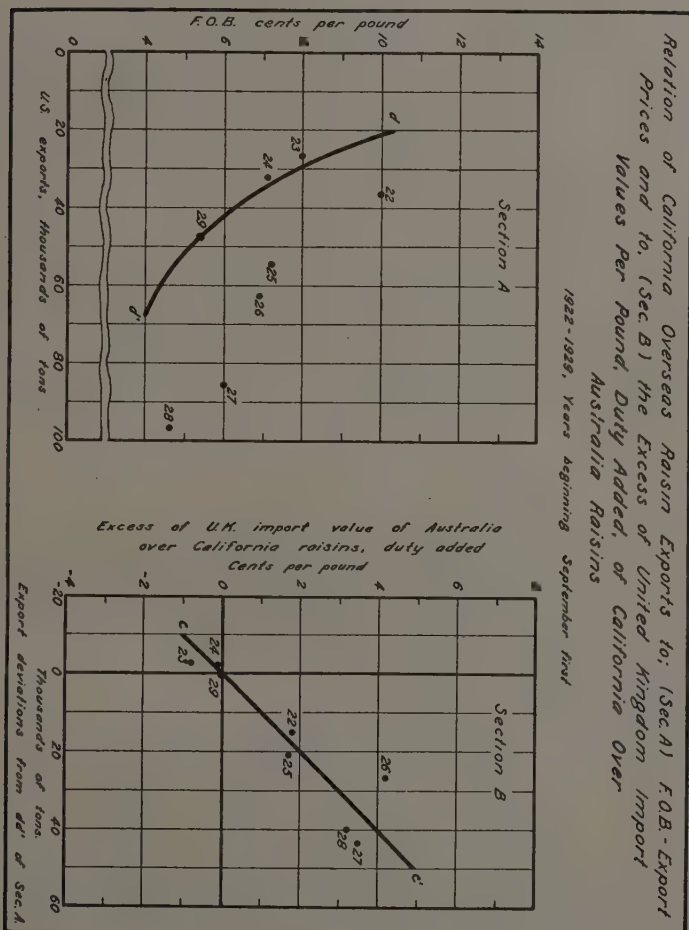 Relation of California Overseas Raisin Exports to; (Sec.A) F.O.B.-Export
Prices and to, (Sec.B) the Excess of United Kingdom Import
Values Per Pound, Duty Added, of California Over
Australia Raisins
1922-1929, Years beginning September first
Section A
F.O.B. cents per pound
14
12
10
8
6
4
0
d
22
23
24
29
25
26
27
28
d'
0 20 40 60 80 100
U.S. exports, thousands of tons
Section B
Excess of U.K. import value of Australia
over California raisins, duty added
Cents per pound
6
4
2
0
-2
-4
c
24
23
29
22
25
26
28
27
c'
-20 0 20 40 60
Thousands of tons.
Export deviations from dd' of Sec.A.